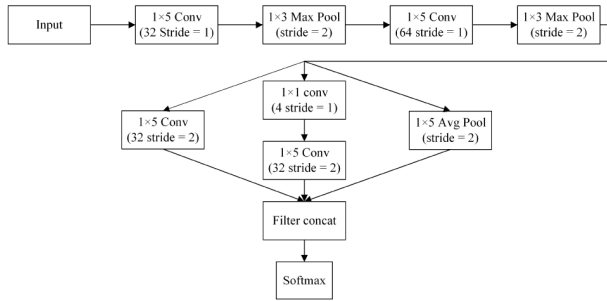 Input
1×5 Conv
(32 Stride = 1)
1×3 Max Pool
(stride = 2)
1×5 Conv
(64 stride = 1)
1×3 Max Pool
(stride = 2)
1×5 Conv
(32 stride = 2)
1×1 conv
(4 stride = 1)
1×5 Conv
(32 stride = 2)
1×5 Avg Pool
(stride = 2)
Filter concat
Softmax